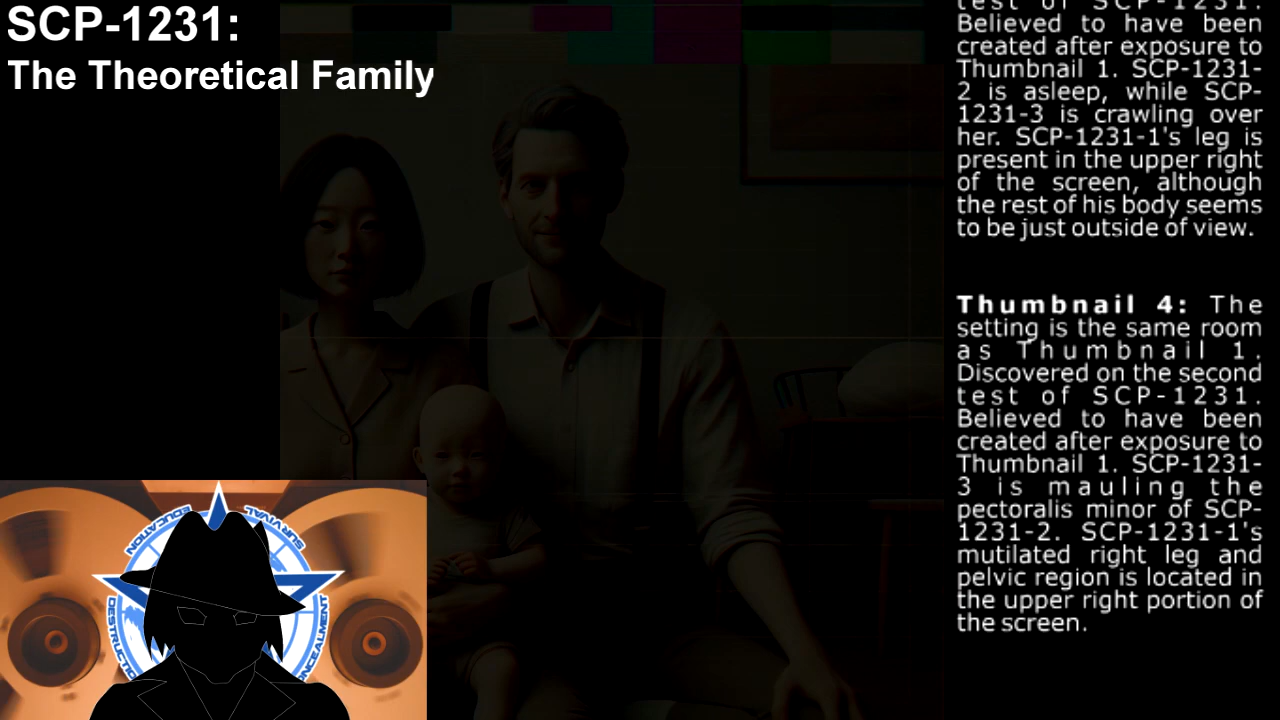 SCP-1231:
The Theoretical Family
test of SCP-1231.
Believed to have been
created after exposure to
Thumbnail 1. SCP-1231-
2 is asleep, while SCP-
1231-3 is crawling over
her. SCP-1231-1's leg is
present in the upper right
of the screen, although
the rest of his body seems
to be just outside of view.
Thumbnail 4: The
setting is the same room
as Thumbnail 1.
Discovered on the second
test of SCP-1231.
Believed to have been
created after exposure to
Thumbnail 1. SCP-1231-
3 is mauling the
pectoralis minor of SCP-
1231-2. SCP-1231-1's
mutilated right leg and
pelvic region is located in
the upper right portion of
the screen.
EDUCATION
SURVIVAL